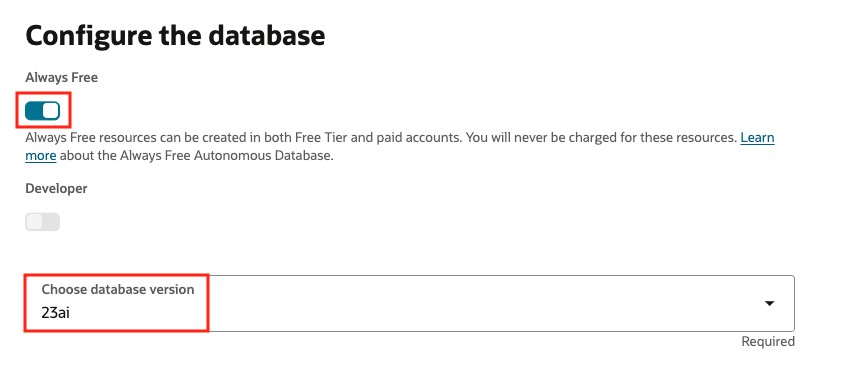 Configure the database
Always Free
Always Free resources can be created in both Free Tier and paid accounts. You will never be charged for these resources. Learn
more about the Always Free Autonomous Database.
Developer
Choose database version
23ai
Required